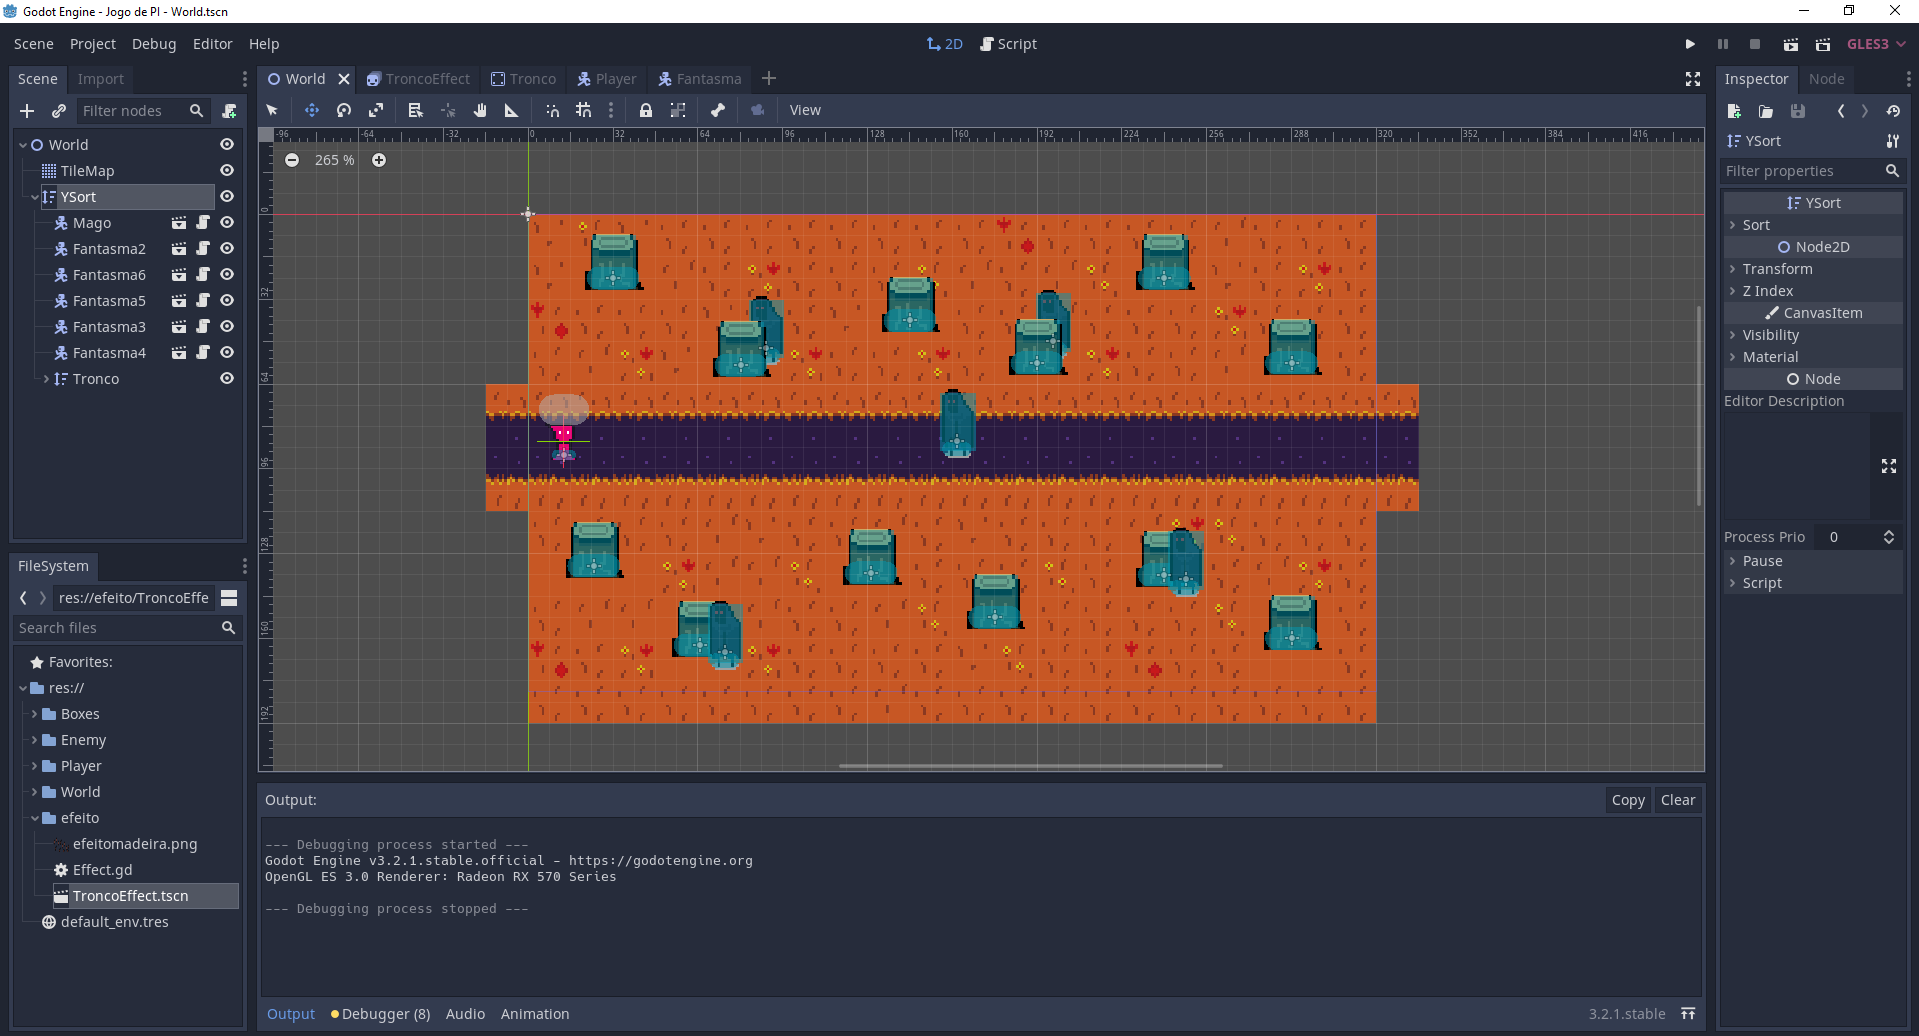 Godot Engine - Jogo de PI - World.tscn
Scene Project Debug Editor Help
2D Script
GLES3
Scene Import
World TroncoEffect Tronco Player Fantasma
Inspector Node
Filter nodes
View
World
TileMap
YSort
Mago
Fantasma2
Fantasma6
Fantasma5
Fantasma3
Fantasma4
Tronco
-96 -64 -32 0 32 64 96 128 160 192 224 256 288 320 352 384 416
265 %
0
32
64
96
128
160
192
YSort
Filter properties
YSort
Sort
Node2D
Transform
Z Index
CanvasItem
Visibility
Material
Node
Editor Description
Process Prio 0
Pause
Script
FileSystem
res://efeito/TroncoEffe
Search files
Favorites:
res://
Boxes
Enemy
Player
World
efeito
efeitomadeira.png
Effect.gd
TroncoEffect.tscn
default_env.tres
Output: Copy Clear
--- Debugging process started ---
Godot Engine v3.2.1.stable.official - https://godotengine.org
OpenGL ES 3.0 Renderer: Radeon RX 570 Series
--- Debugging process stopped ---
Output Debugger (8) Audio Animation 3.2.1.stable